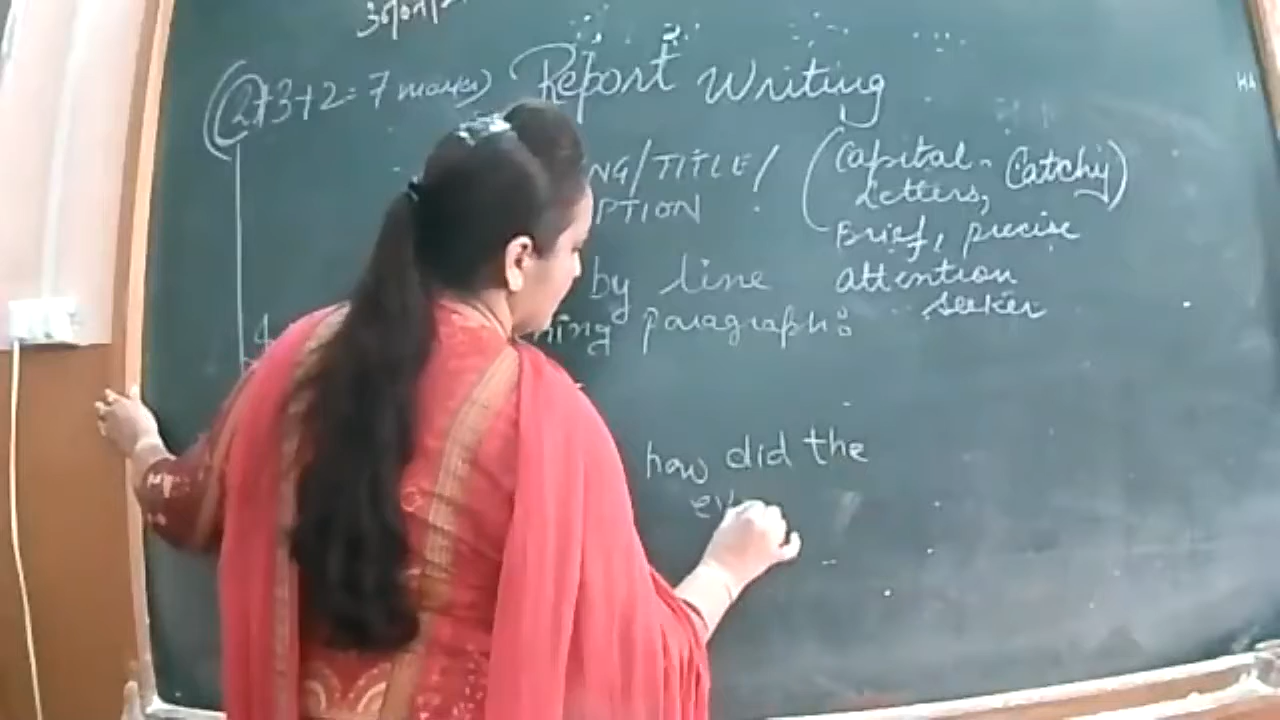 (2+3+2=7 marks) Report Writing
NG/TITLE/ (Capital Letters, Catchy)
PTION
Brief, precise
by line attention seeker
4 ning paragraph:
how did the